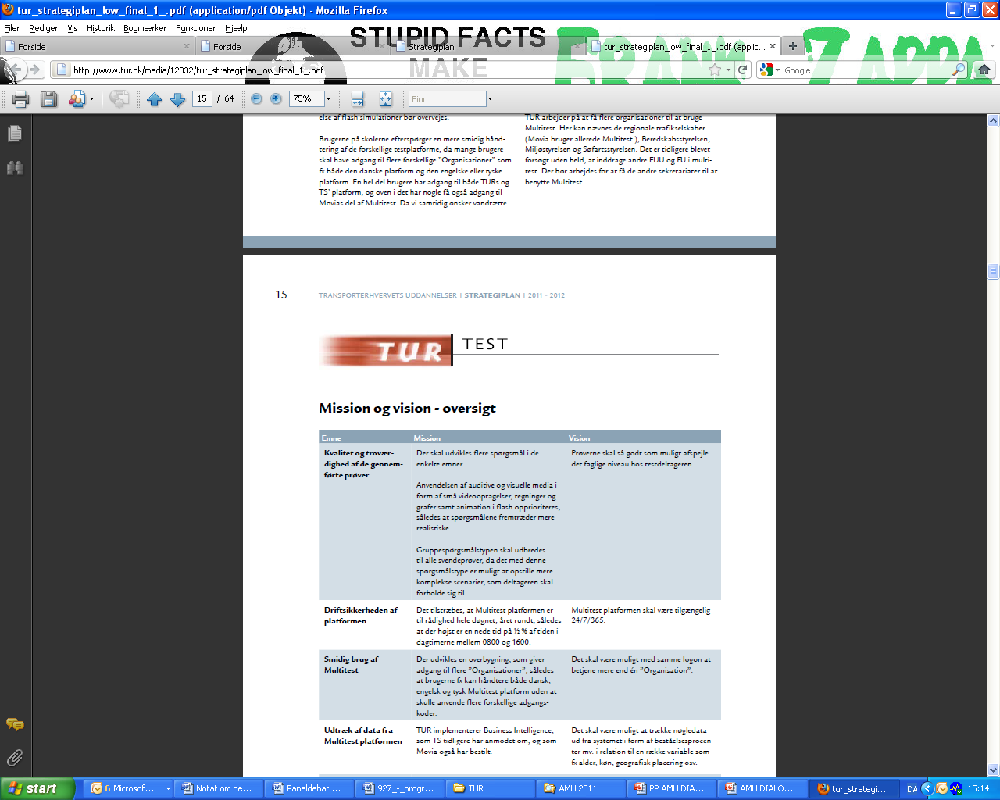 tur_strategiplan_low_final_1_.pdf (application/pdf Objekt) - Mozilla Firefox
Filer Rediger Vis Historik Bogmærker Funktioner Hjælp
STUPID FACTS
MAKE
FRANK ZAPPA
Forside
Forside
Strategiplan
tur_strategiplan_low_final_1_.pdf (applic...
http://www.tur.dk/media/12832/tur_strategiplan_low_final_1_.pdf
Google
15 / 64
75%
Find
else af flash simulationer bør overvejes.
Brugerne på skolerne efterspørger en mere smidig hånd-
tering af de forskellige testplatforme, da mange brugere
skal have adgang til flere forskellige ”Organisationer” som
fx både den danske platform og den engelske eller tyske
platform. En hel del brugere har adgang til både TURs og
TS’ platform, og oven i det har nogle få også adgang til
Movias del af Multitest. Da vi samtidig ønsker vandtætte
TUR arbejder på at få flere organisationer til at bruge
Multitest. Her kan nævnes de regionale trafikselskaber
(Movia bruger allerede Multitest ), Beredskabsstyrelsen,
Miljøstyrelsen og Søfartsstyrelsen. Det er tidligere blevet
forsøgt uden held, at inddrage andre EUU og FU i multi-
test. Der bør arbejdes for at få de andre sekretariater til at
benytte Multitest.
15
TRANSPORTERHVERVETS UDDANNELSER | STRATEGIPLAN | 2011 - 2012
TUR TEST
Mission og vision - oversigt
Emne Mission Vision
Kvalitet og trovær-
dighed af de gennem-
førte prøver
Der skal udvikles flere spørgsmål i de
enkelte emner.
Anvendelsen af auditive og visuelle media i
form af små videooptagelser, tegninger og
grafer samt animation i flash opprioriteres,
således at spørgsmålene fremtræder mere
realistiske.
Gruppespørgsmålstypen skal udbredes
til alle svendeprøver, da det med denne
spørgsmålstype er muligt at opstille mere
komplekse scenarier, som deltageren skal
forholde sig til.
Prøverne skal så godt som muligt afspejle
det faglige niveau hos testdeltageren.
Driftsikkerheden af
platformen
Det tilstræbes, at Multitest platformen er
til rådighed hele døgnet, året rundt, således
at der højst er en nede tid på ½ % af tiden i
dagtimerne mellem 0800 og 1600.
Multitest platformen skal være tilgængelig
24/7/365.
Smidig brug af
Multitest
Der udvikles en overbygning, som giver
adgang til flere ”Organisationer”, således
at brugerne fx kan håndtere både dansk,
engelsk og tysk Multitest platform uden at
skulle anvende flere forskellige adgangs-
koder.
Det skal være muligt med samme logon at
betjene mere end én ”Organisation”.
Udtræk af data fra
Multitest platformen
TUR implementerer Business Intelligence,
som TS tidligere har anmodet om, og som
Movia også har bestilt.
Det skal være muligt at trække nøgledata
ud fra systemet i form af beståelsesprocen-
ter mv. i relation til en række variable som
fx alder, køn, geografisk placering osv.
start
6 Microsof...
Notat om be...
Paneldebat
927_-_progr...
TUR
AMU 2011
PP AMU DIA...
AMU DIALO...
tur_strategi...
DA
15:14